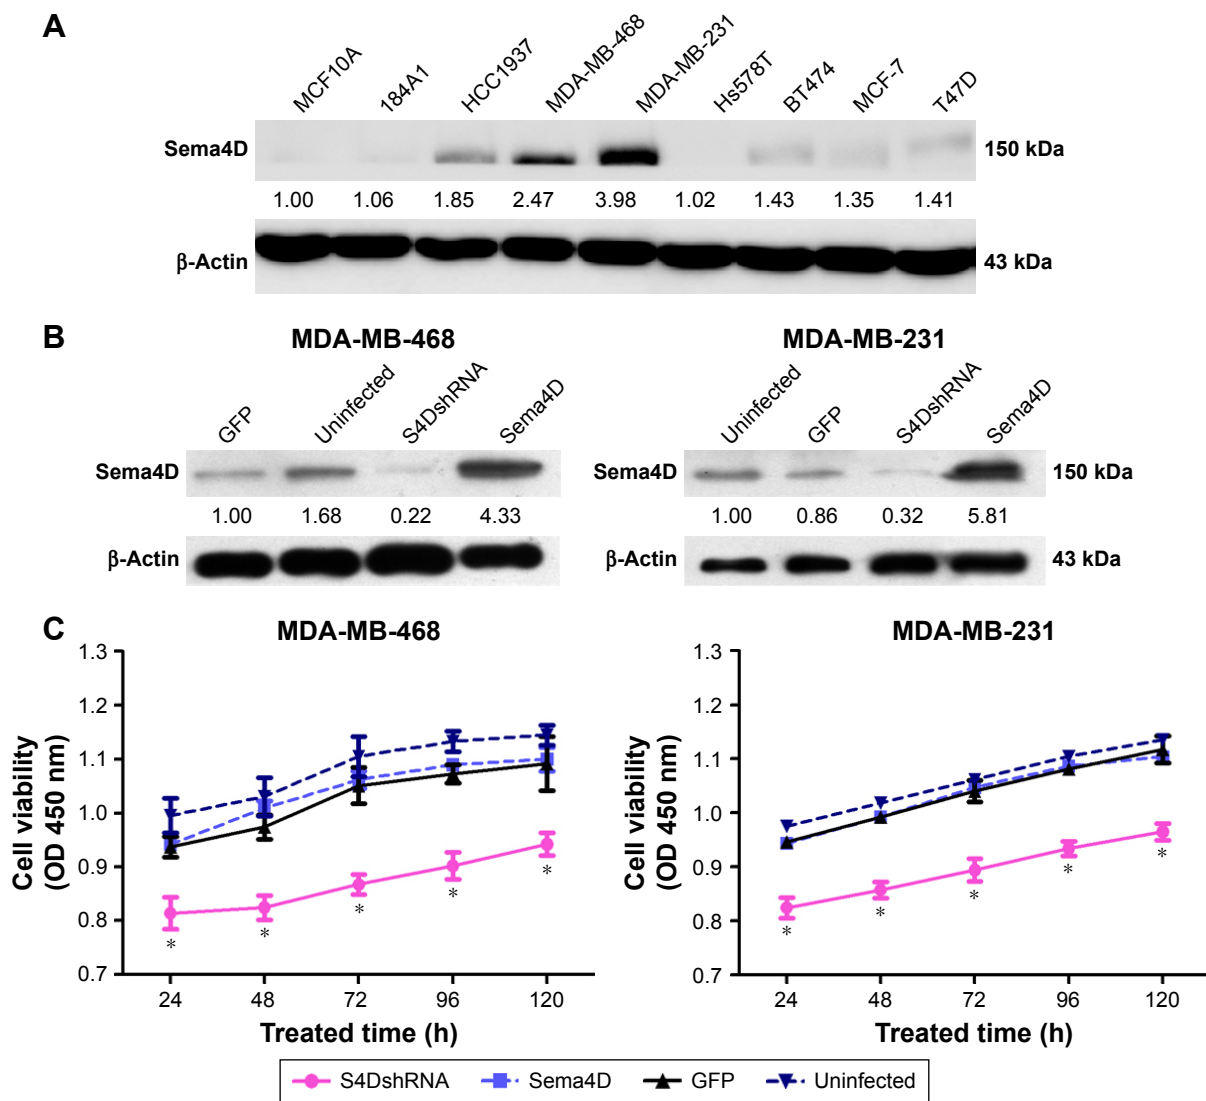 A
MCF10A 184A1 HCC1937 MDA-MB-468 MDA-MB-231 Hs578T BT474 MCF-7 T47D
Sema4D 150 kDa
1.00 1.06 1.85 2.47 3.98 1.02 1.43 1.35 1.41
β-Actin 43 kDa
B
MDA-MB-468
GFP Uninfected S4DshRNA Sema4D
Sema4D
1.00 1.68 0.22 4.33
β-Actin
MDA-MB-231
Uninfected GFP S4DshRNA Sema4D
Sema4D 150 kDa
1.00 0.86 0.32 5.81
β-Actin 43 kDa
C
MDA-MB-468
Cell viability
(OD 450 nm)
1.3
1.2
1.1
1.0
0.9
0.8
0.7
* * * * *
24 48 72 96 120
Treated time (h)
MDA-MB-231
Cell viability
(OD 450 nm)
1.3
1.2
1.1
1.0
0.9
0.8
0.7
* * * * *
24 48 72 96 120
Treated time (h)
S4DshRNA Sema4D GFP Uninfected